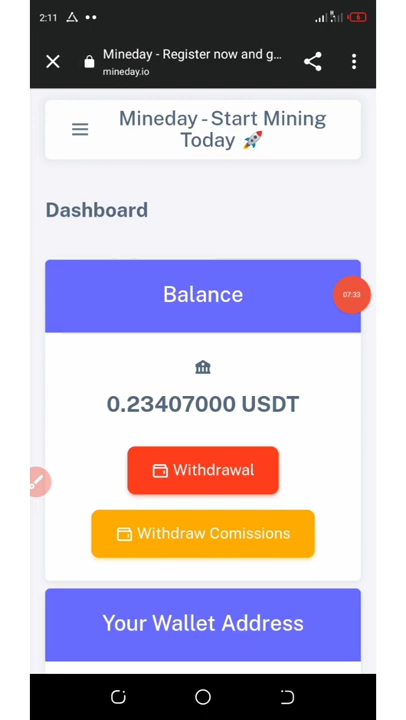 2:11
Mineday - Register now and g...
mineday.io
Mineday - Start Mining
Today 🚀
Dashboard
Balance
07:33
0.23407000 USDT
Withdrawal
Withdraw Comissions
Your Wallet Address